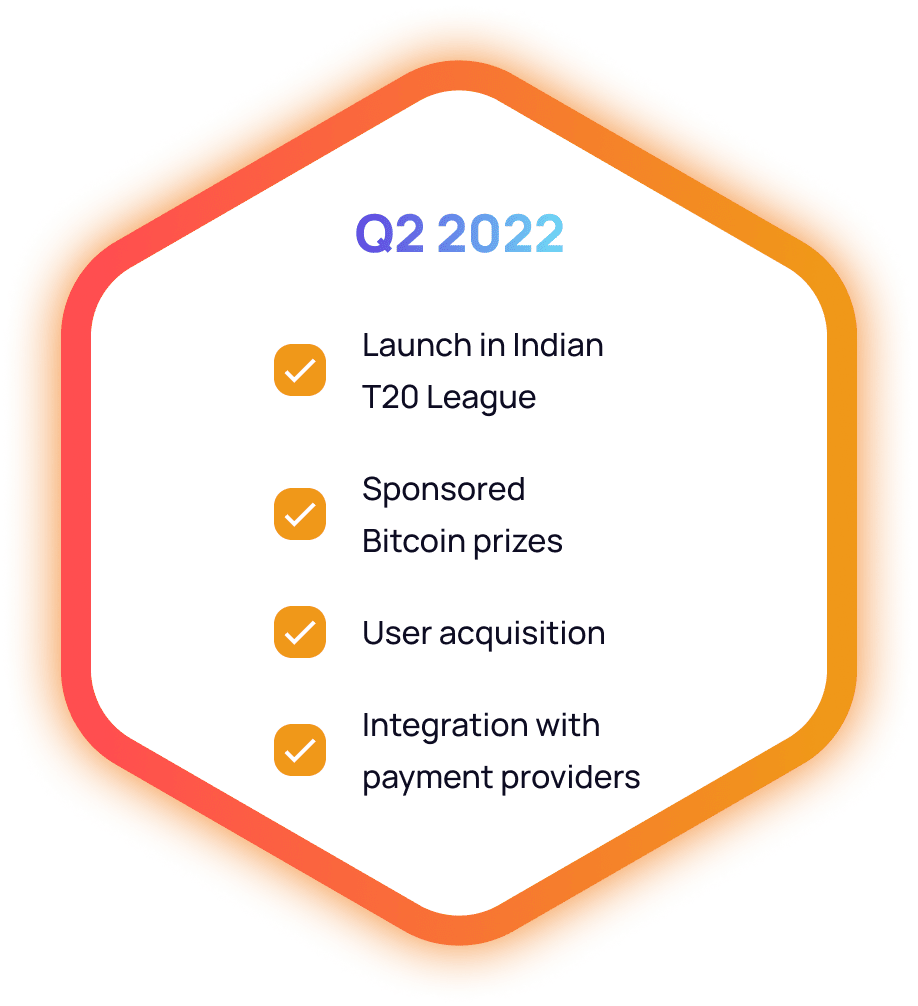 Q2 2022
Launch in Indian
T20 League
Sponsored
Bitcoin prizes
User acquisition
Integration with
payment providers